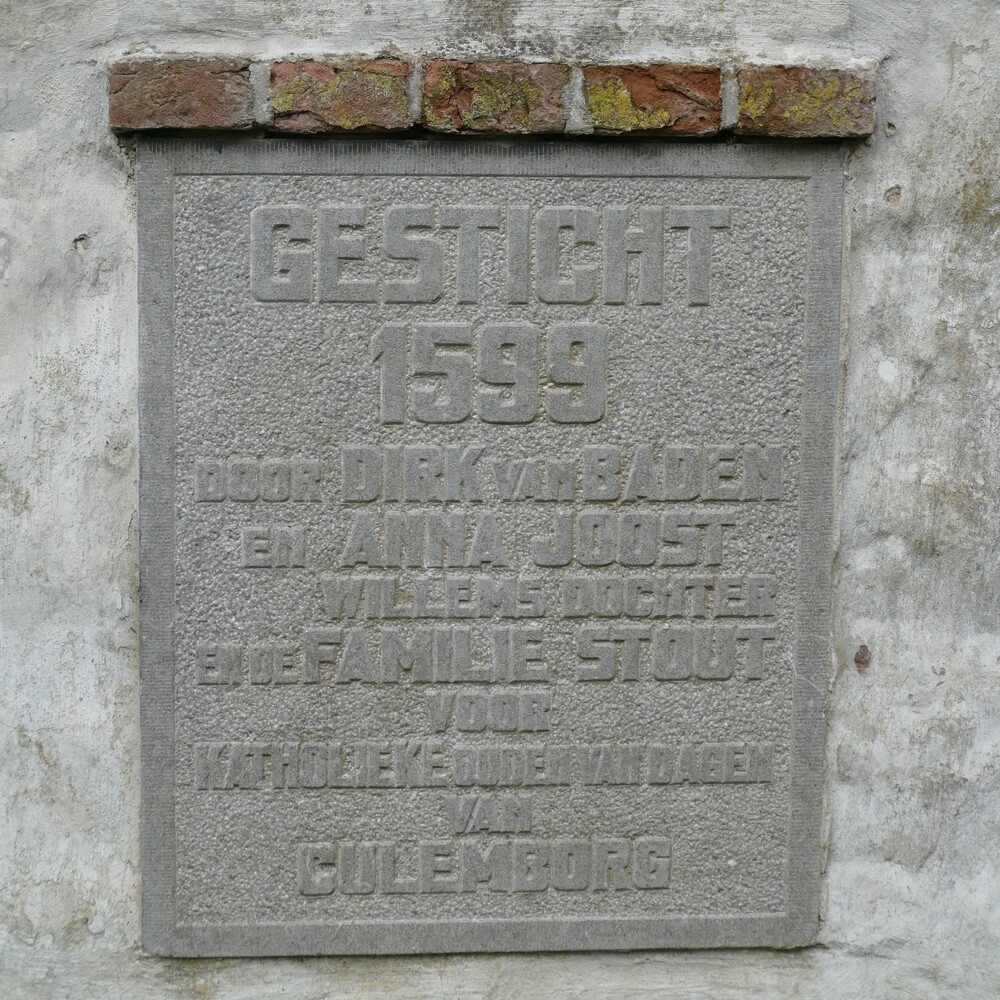 GESTICHT
1599
DOOR DIRK VAN BADEN
EN ANNA JOOST
WILLEMS DOCHTER
EN DE FAMILIE STOUT
VOOR
KATHOLIEKE OUDEN VAN DAGEN
VAN
CULEMBORG